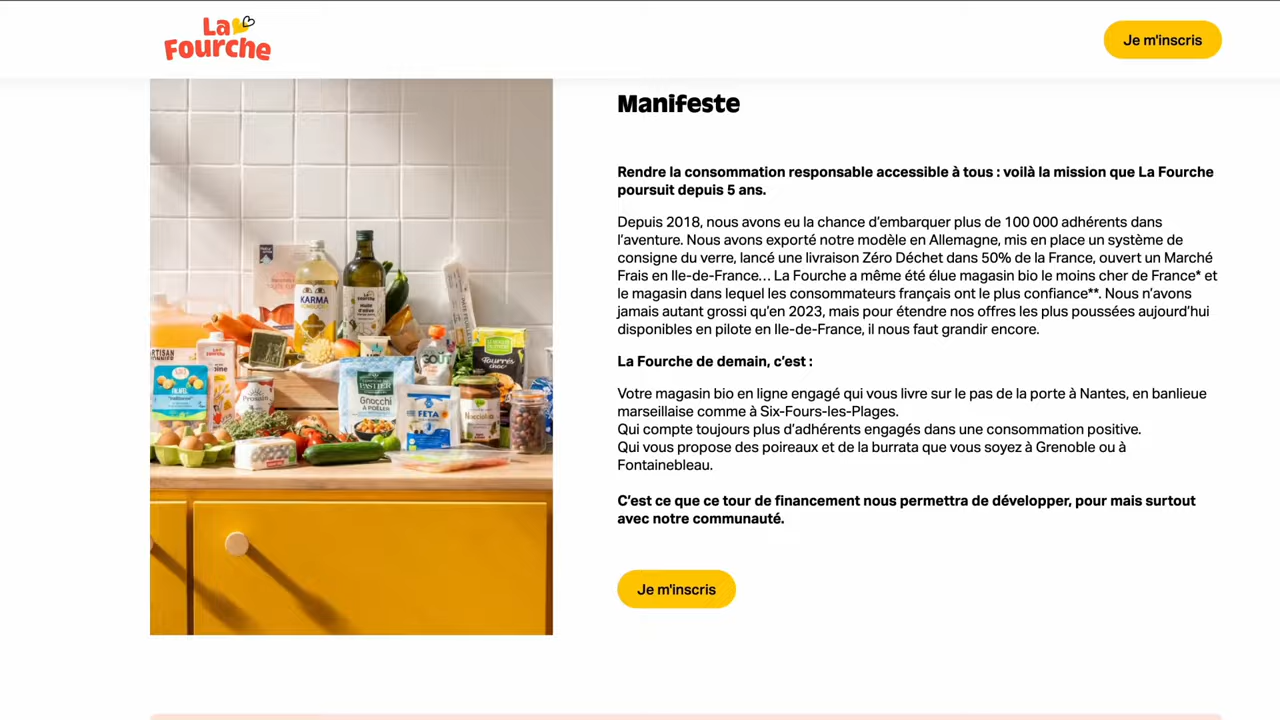 La
Fourche
Je m'inscris
Manifeste
Rendre la consommation responsable accessible à tous : voilà la mission que La Fourche
poursuit depuis 5 ans.
Depuis 2018, nous avons eu la chance d’embarquer plus de 100 000 adhérents dans
l’aventure. Nous avons exporté notre modèle en Allemagne, mis en place un système de
consigne du verre, lancé une livraison Zéro Déchet dans 50% de la France, ouvert un Marché
Frais en Ile-de-France… La Fourche a même été élue magasin bio le moins cher de France* et
le magasin dans lequel les consommateurs français ont le plus confiance**. Nous n’avons
jamais autant grossi qu’en 2023, mais pour étendre nos offres les plus poussées aujourd’hui
disponibles en pilote en Ile-de-France, il nous faut grandir encore.
La Fourche de demain, c’est :
Votre magasin bio en ligne engagé qui vous livre sur le pas de la porte à Nantes, en banlieue
marseillaise comme à Six-Fours-les-Plages.
Qui compte toujours plus d’adhérents engagés dans une consommation positive.
Qui vous propose des poireaux et de la burrata que vous soyez à Grenoble ou à
Fontainebleau.
C’est ce que ce tour de financement nous permettra de développer, pour mais surtout
avec notre communauté.
Je m'inscris
KARMA
GOÛT
Gnocchi
À POÊLER
FETA